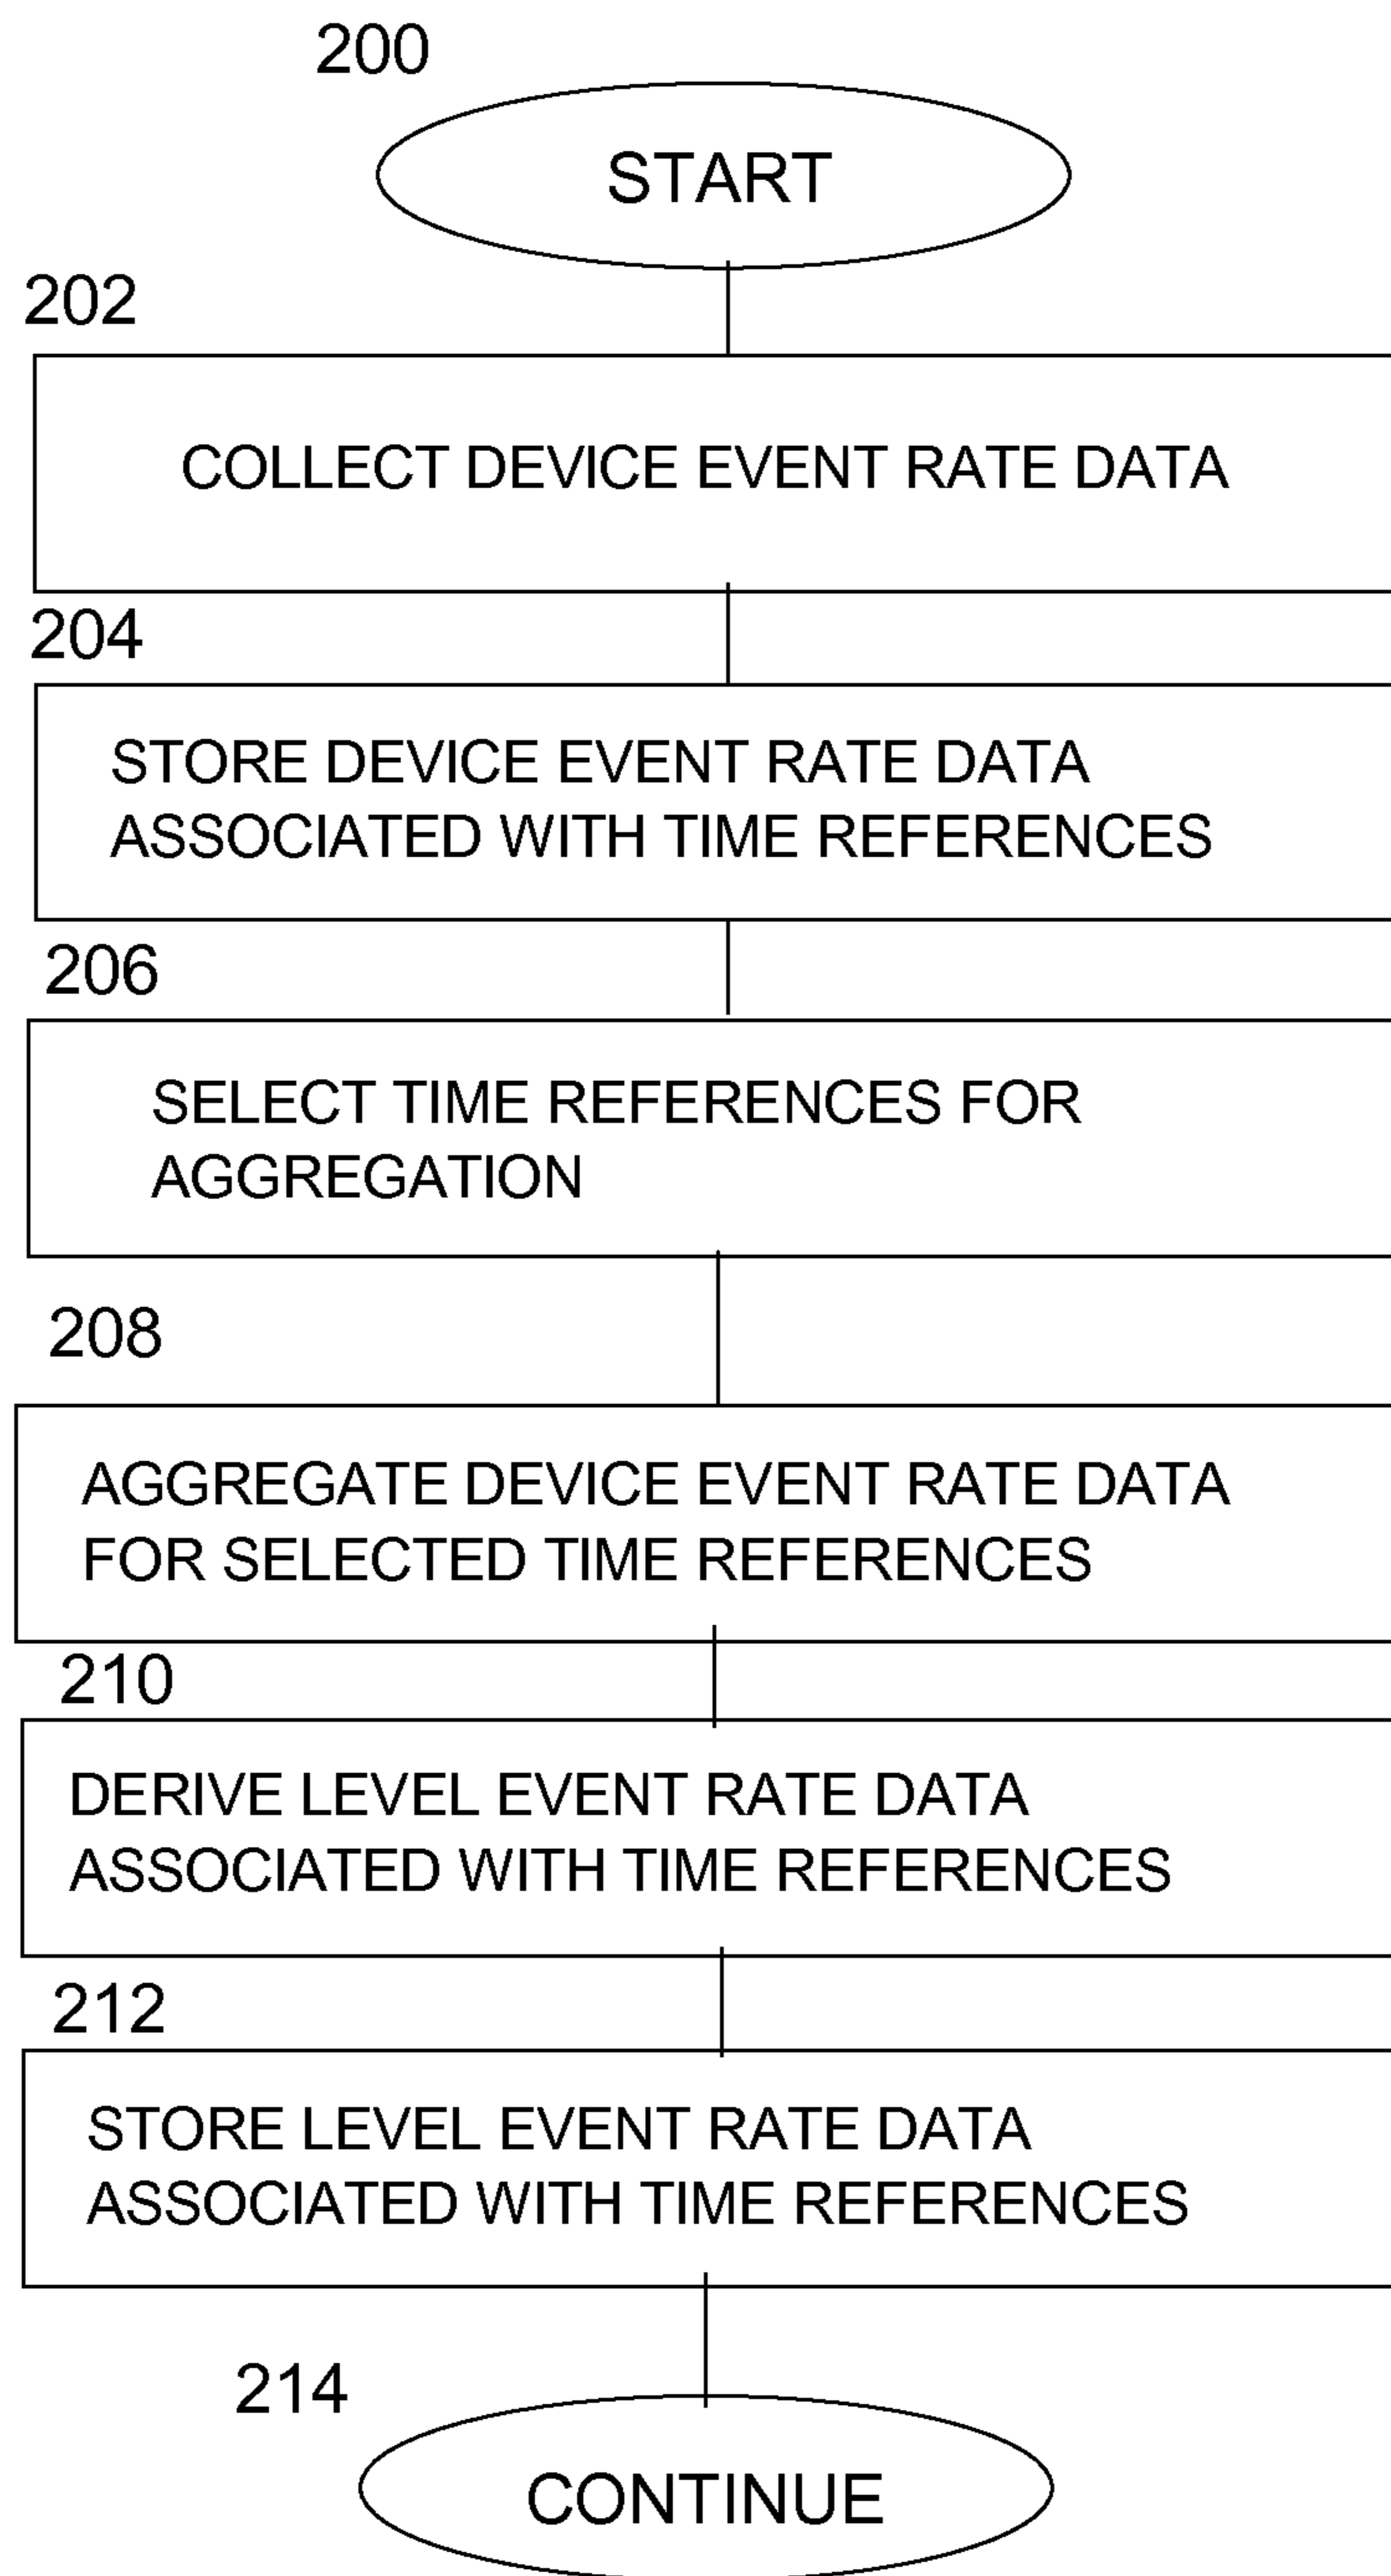 200
START
202
COLLECT DEVICE EVENT RATE DATA
204
STORE DEVICE EVENT RATE DATA
ASSOCIATED WITH TIME REFERENCES
206
SELECT TIME REFERENCES FOR
AGGREGATION
208
AGGREGATE DEVICE EVENT RATE DATA
FOR SELECTED TIME REFERENCES
210
DERIVE LEVEL EVENT RATE DATA
ASSOCIATED WITH TIME REFERENCES
212
STORE LEVEL EVENT RATE DATA
ASSOCIATED WITH TIME REFERENCES
214
CONTINUE